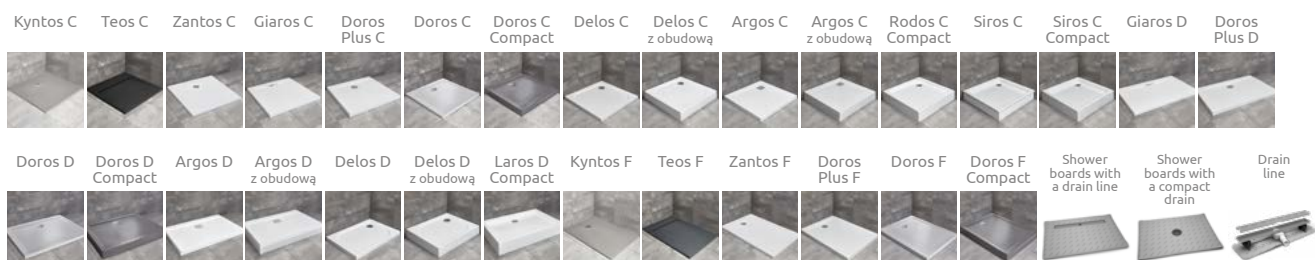 Kyntos C
Teos C
Zantos C
Giaros C
Doros
Plus C
Doros C
Doros C
Compact
Delos C
Delos C
z obudową
Argos C
Argos C
z obudową
Rodos C
Compact
Siros C
Siros C
Compact
Giaros D
Doros
Plus D
Doros D
Doros D
Compact
Argos D
Argos D
z obudową
Delos D
Delos D
z obudową
Laros D
Compact
Kyntos F
Teos F
Zantos F
Doros
Plus F
Doros F
Doros F
Compact
Shower
boards with
a drain line
Shower
boards with
a compact
drain
Drain
line